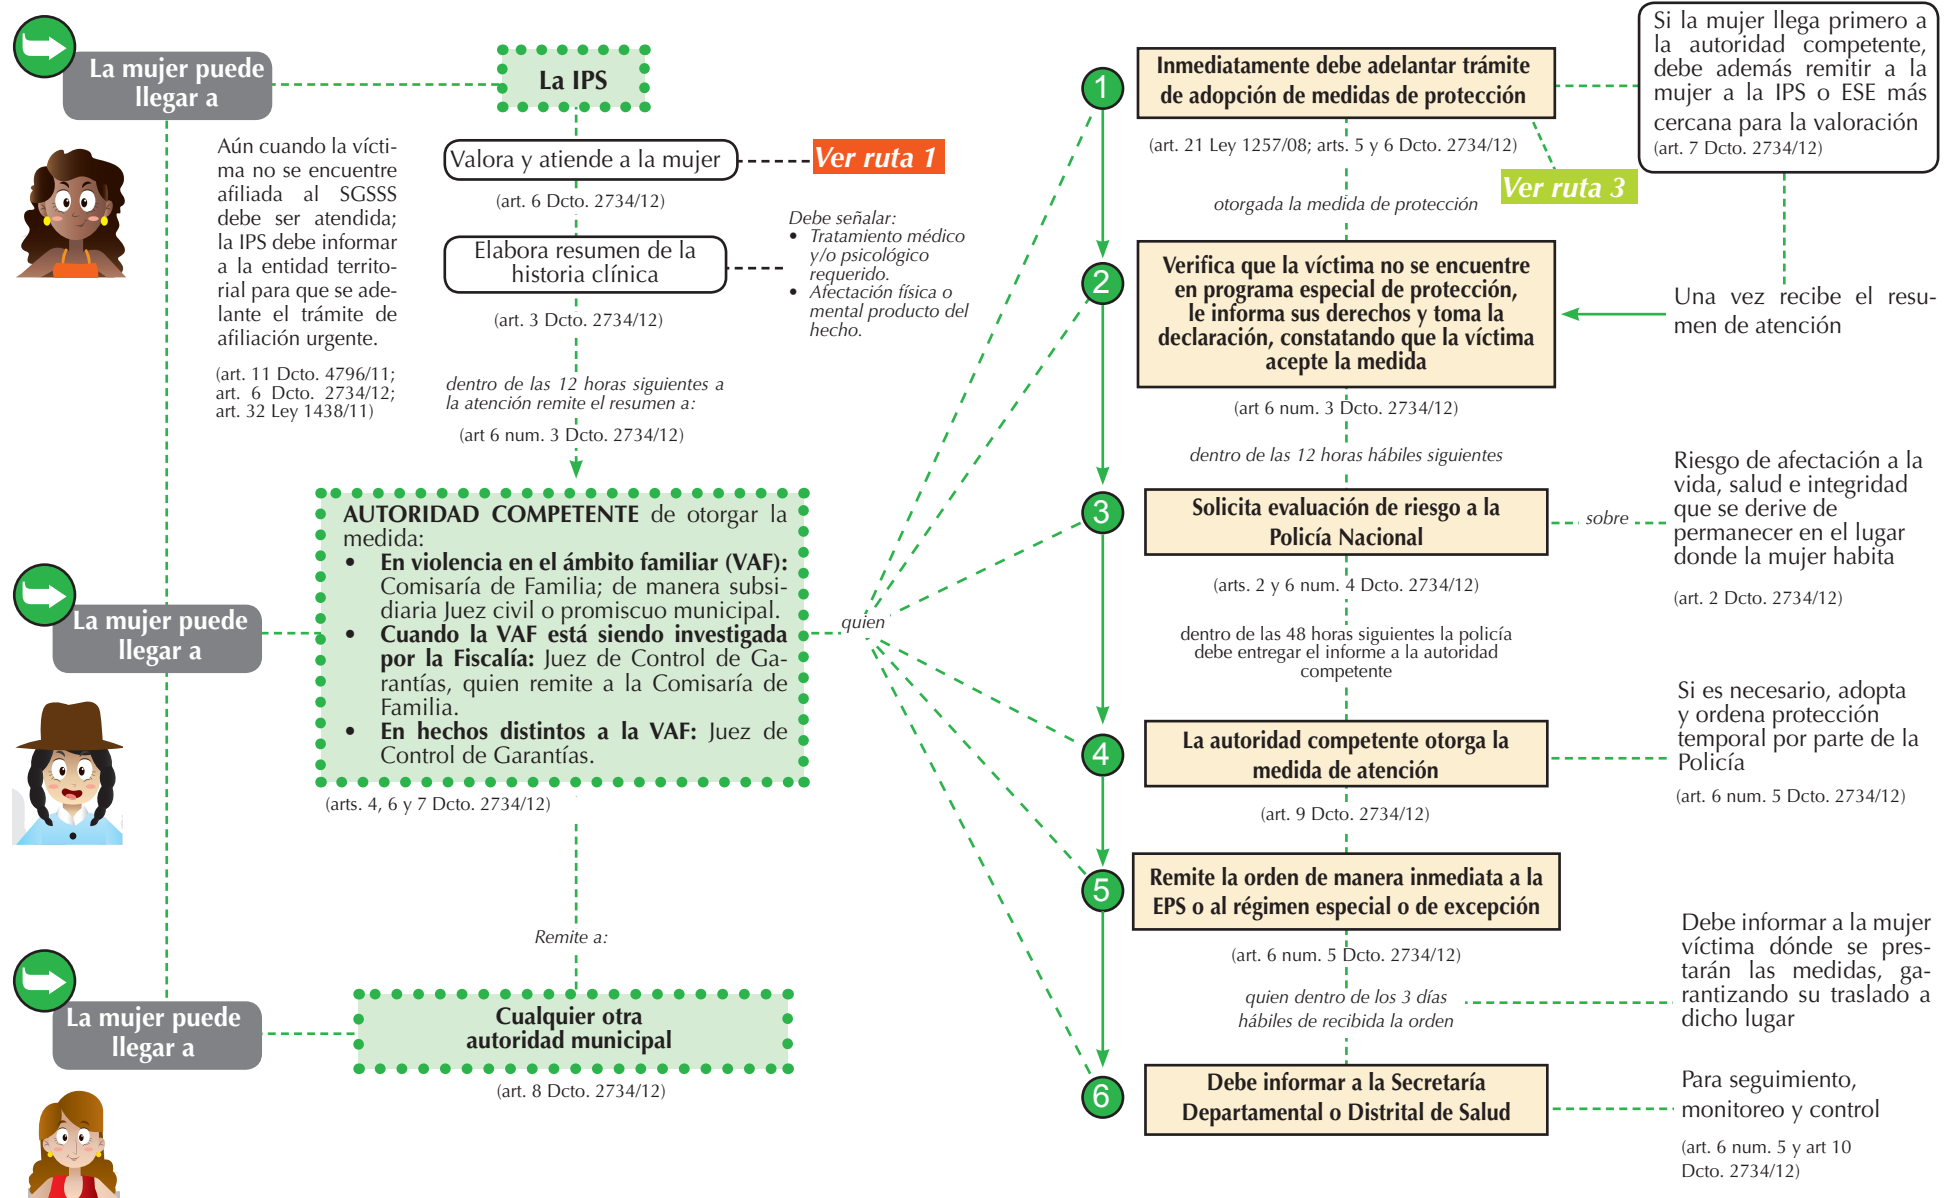 La mujer puede
llegar a
La IPS
Aún cuando la vícti-
ma no se encuentre
afiliada al SGSSS
debe ser atendida;
la IPS debe informar
a la entidad territo-
rial para que se ade-
lante el trámite de
afiliación urgente.
(art. 11 Dcto. 4796/11;
art. 6 Dcto. 2734/12;
art. 32 Ley 1438/11)
Valora y atiende a la mujer
Ver ruta 1
(art. 6 Dcto. 2734/12)
Elabora resumen de la
historia clínica
Debe señalar:
• Tratamiento médico
y/o psicológico
requerido.
• Afectación física o
mental producto del
hecho.
(art. 3 Dcto. 2734/12)
dentro de las 12 horas siguientes a
la atención remite el resumen a:
(art 6 num. 3 Dcto. 2734/12)
La mujer puede
llegar a
AUTORIDAD COMPETENTE de otorgar la
medida:
• En violencia en el ámbito familiar (VAF):
Comisaría de Familia; de manera subsi-
diaria Juez civil o promiscuo municipal.
• Cuando la VAF está siendo investigada
por la Fiscalía: Juez de Control de Ga-
rantías, quien remite a la Comisaría de
Familia.
• En hechos distintos a la VAF: Juez de
Control de Garantías.
(arts. 4, 6 y 7 Dcto. 2734/12)
Remite a:
La mujer puede
llegar a
Cualquier otra
autoridad municipal
(art. 8 Dcto. 2734/12)
quien
1
Inmediatamente debe adelantar trámite
de adopción de medidas de protección
(art. 21 Ley 1257/08; arts. 5 y 6 Dcto. 2734/12)
Si la mujer llega primero a
la autoridad competente,
debe además remitir a la
mujer a la IPS o ESE más
cercana para la valoración
(art. 7 Dcto. 2734/12)
Ver ruta 3
otorgada la medida de protección
2
Verifica que la víctima no se encuentre
en programa especial de protección,
le informa sus derechos y toma la
declaración, constatando que la víctima
acepte la medida
Una vez recibe el resu-
men de atención
(art 6 num. 3 Dcto. 2734/12)
dentro de las 12 horas hábiles siguientes
3
Solicita evaluación de riesgo a la
Policía Nacional
sobre
Riesgo de afectación a la
vida, salud e integridad
que se derive de
permanecer en el lugar
donde la mujer habita
(art. 2 Dcto. 2734/12)
(arts. 2 y 6 num. 4 Dcto. 2734/12)
dentro de las 48 horas siguientes la policía
debe entregar el informe a la autoridad
competente
4
La autoridad competente otorga la
medida de atención
Si es necesario, adopta
y ordena protección
temporal por parte de la
Policía
(art. 6 num. 5 Dcto. 2734/12)
(art. 9 Dcto. 2734/12)
5
Remite la orden de manera inmediata a la
EPS o al régimen especial o de excepción
(art. 6 num. 5 Dcto. 2734/12)
quien dentro de los 3 días
hábiles de recibida la orden
Debe informar a la mujer
víctima dónde se pres-
tarán las medidas, ga-
rantizando su traslado a
dicho lugar
6
Debe informar a la Secretaría
Departamental o Distrital de Salud
Para seguimiento,
monitoreo y control
(art. 6 num. 5 y art 10
Dcto. 2734/12)